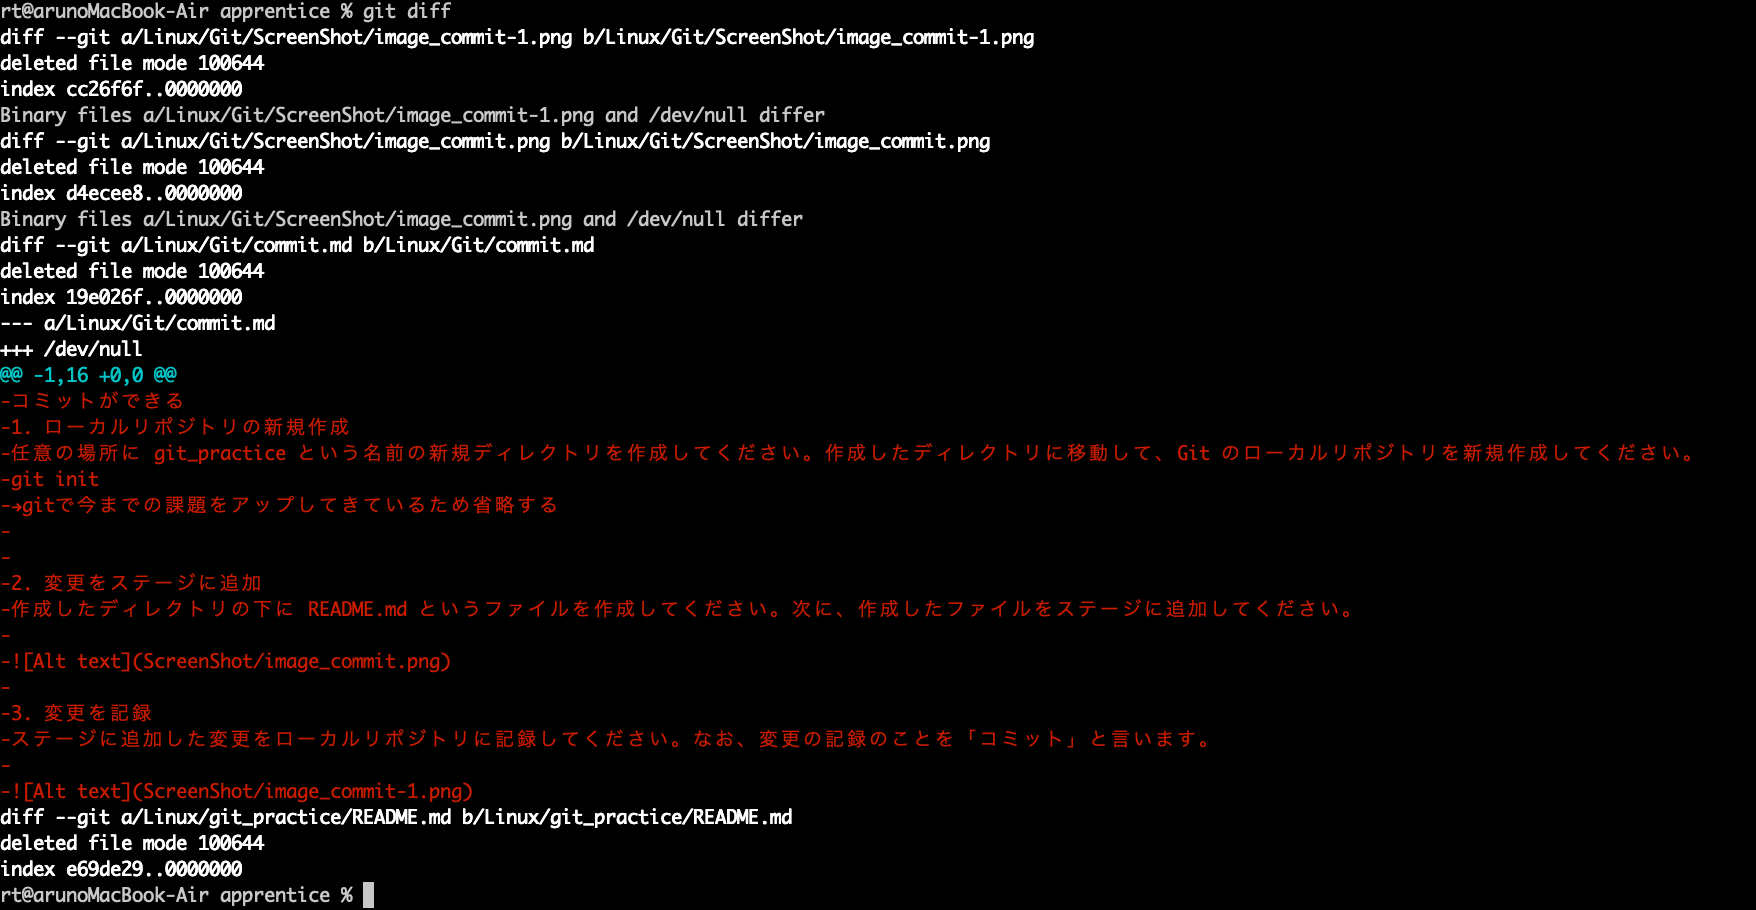 rt@arunoMacBook-Air apprentice % git diff
diff --git a/Linux/Git/ScreenShot/image_commit-1.png b/Linux/Git/ScreenShot/image_commit-1.png
deleted file mode 100644
index cc26f6f..0000000
Binary files a/Linux/Git/ScreenShot/image_commit-1.png and /dev/null differ
diff --git a/Linux/Git/ScreenShot/image_commit.png b/Linux/Git/ScreenShot/image_commit.png
deleted file mode 100644
index d4ecee8..0000000
Binary files a/Linux/Git/ScreenShot/image_commit.png and /dev/null differ
diff --git a/Linux/Git/commit.md b/Linux/Git/commit.md
deleted file mode 100644
index 19e026f..0000000
--- a/Linux/Git/commit.md
+++ /dev/null
@@ -1,16 +0,0 @@
-コミットができる
-1. ローカルリポジトリの新規作成
-任意の場所に git_practice という名前の新規ディレクトリを作成してください。作成したディレクトリに移動して、Git のローカルリポジトリを新規作成してください。
-git init
-→gitで今までの課題をアップしてきているため省略する
-
-
-2. 変更をステージに追加
-作成したディレクトリの下に README.md というファイルを作成してください。次に、作成したファイルをステージに追加してください。
-
-![Alt text](ScreenShot/image_commit.png)
-
-3. 変更を記録
-ステージに追加した変更をローカルリポジトリに記録してください。なお、変更の記録のことを「コミット」と言います。
-
-![Alt text](ScreenShot/image_commit-1.png)
diff --git a/Linux/git_practice/README.md b/Linux/git_practice/README.md
deleted file mode 100644
index e69de29..0000000
rt@arunoMacBook-Air apprentice %